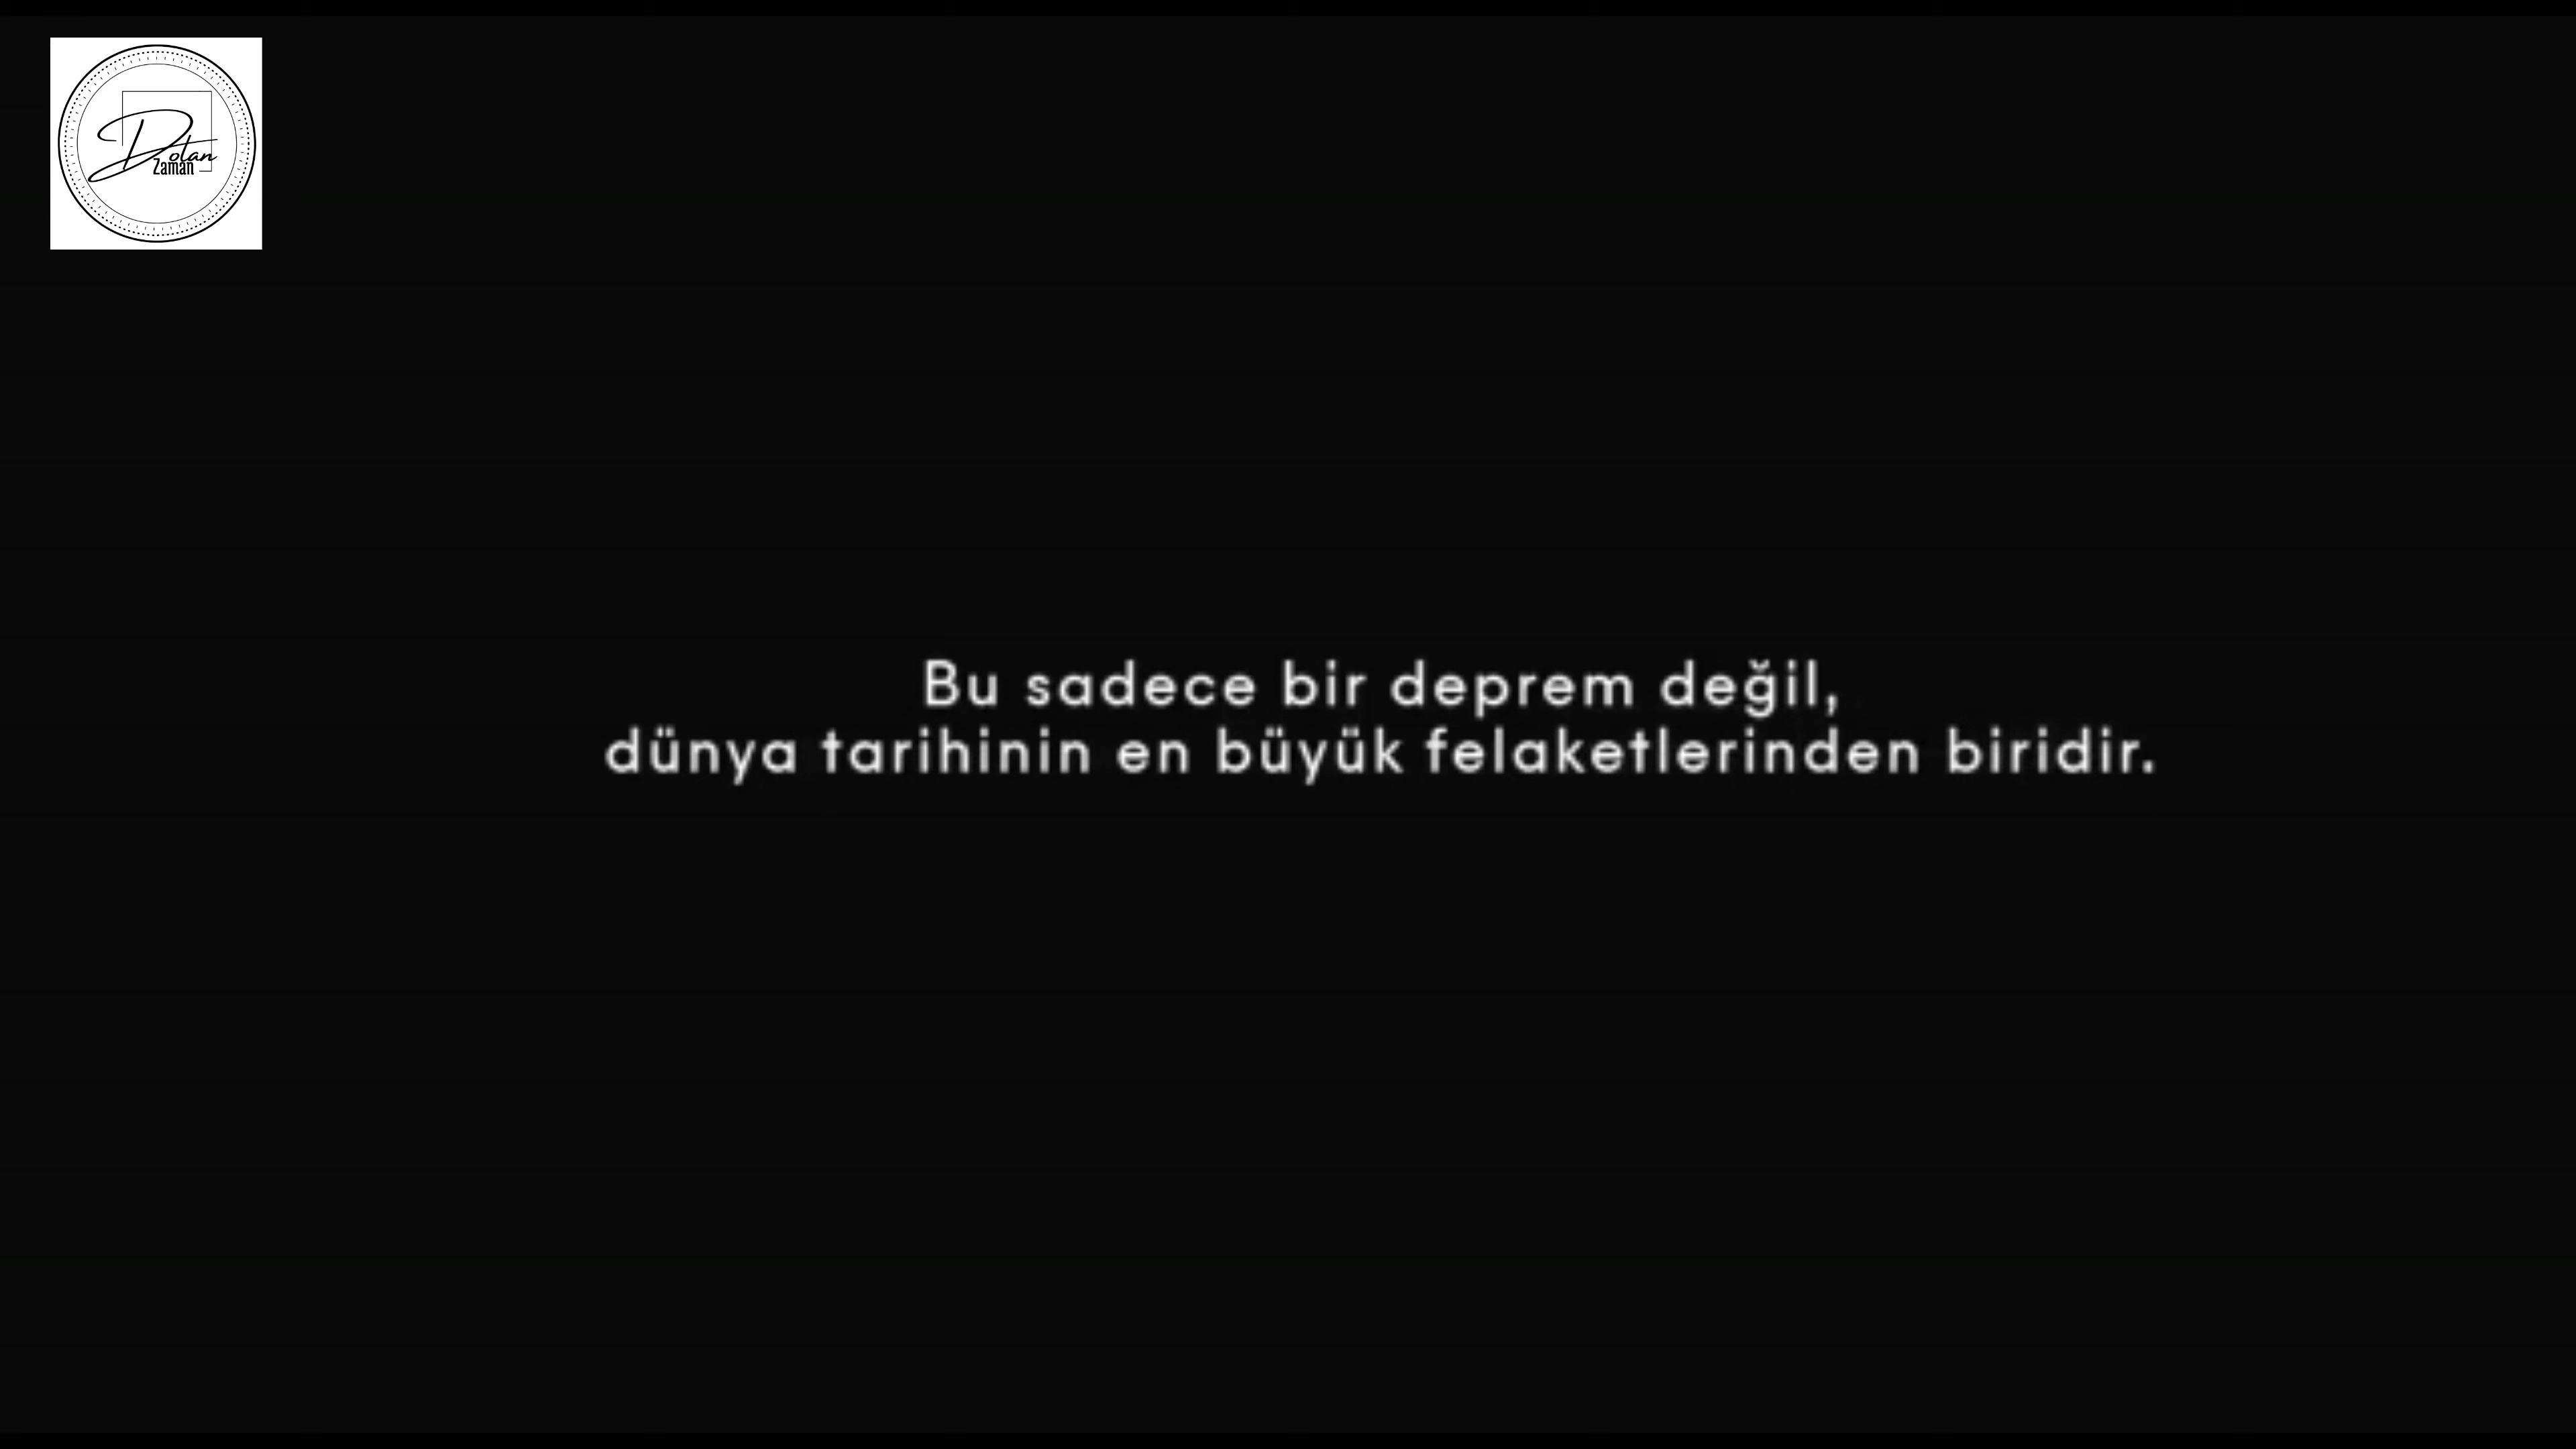 Dolan
Zaman
Bu sadece bir deprem değil,
dünya tarihinin en büyük felaketlerinden biridir.